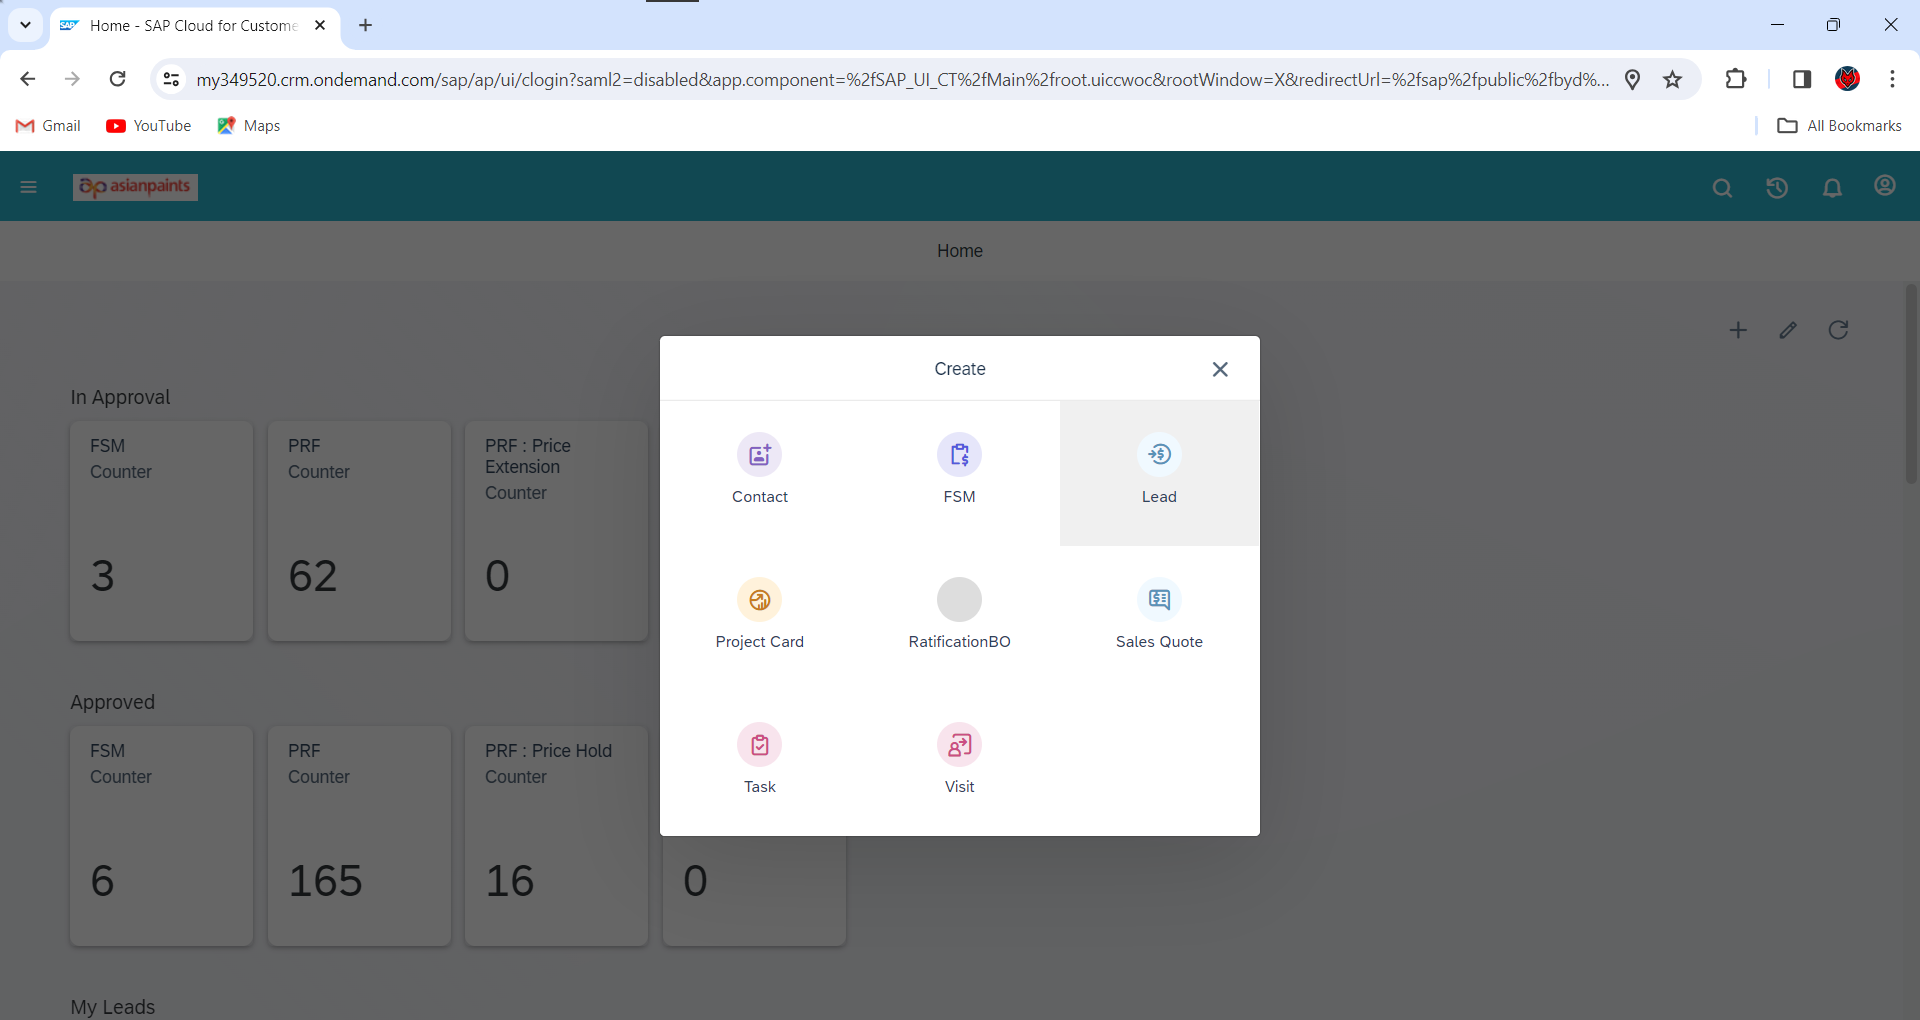 Home - SAP Cloud for Custome
my349520.crm.ondemand.com/sap/ap/ui/clogin?saml2=disabled&app.component=%2fSAP_UI_CT%2fMain%2froot.uiccwoc&rootWindow=X&redirectUrl=%2fsap%2fpublic%2fbyd%...
Gmail
YouTube
Maps
All Bookmarks
asianpaints
Home
Create
Contact
FSM
Lead
Project Card
RatificationBO
Sales Quote
Task
Visit
In Approval
FSM
Counter
3
PRF
Counter
62
PRF : Price
Extension
Counter
0
Approved
FSM
Counter
6
PRF
Counter
165
PRF : Price Hold
Counter
16
0
My Leads